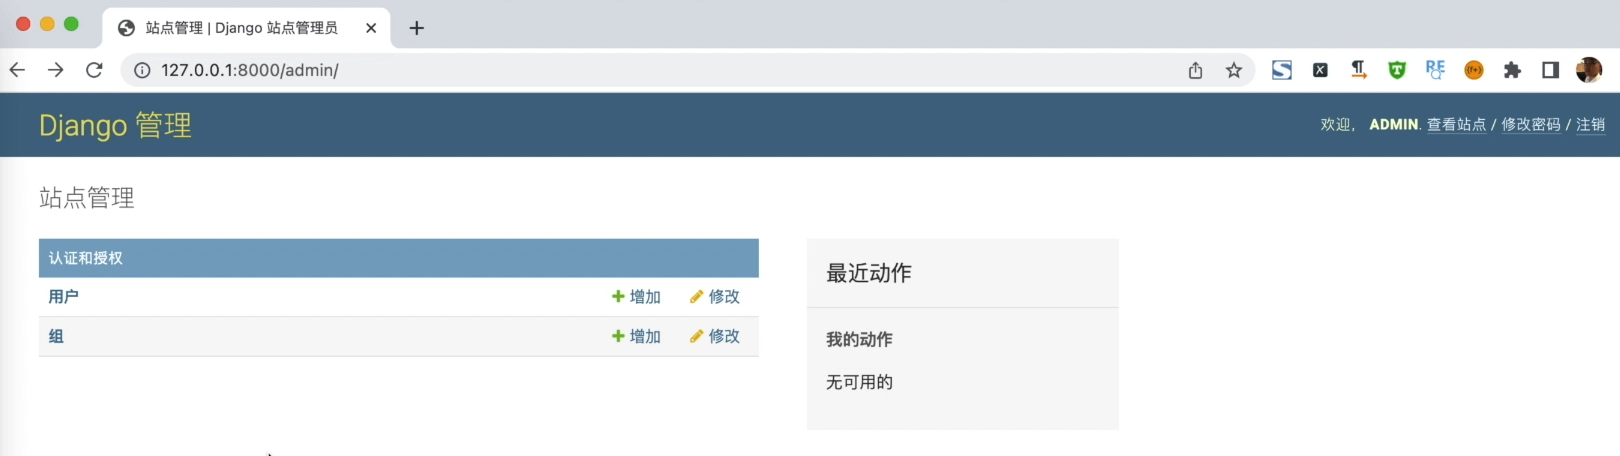 站点管理 | Django 站点管理员
127.0.0.1:8000/admin/
Django 管理
欢迎， ADMIN. 查看站点 / 修改密码 / 注销
站点管理
认证和授权
用户 增加 修改
组 增加 修改
最近动作
我的动作
无可用的